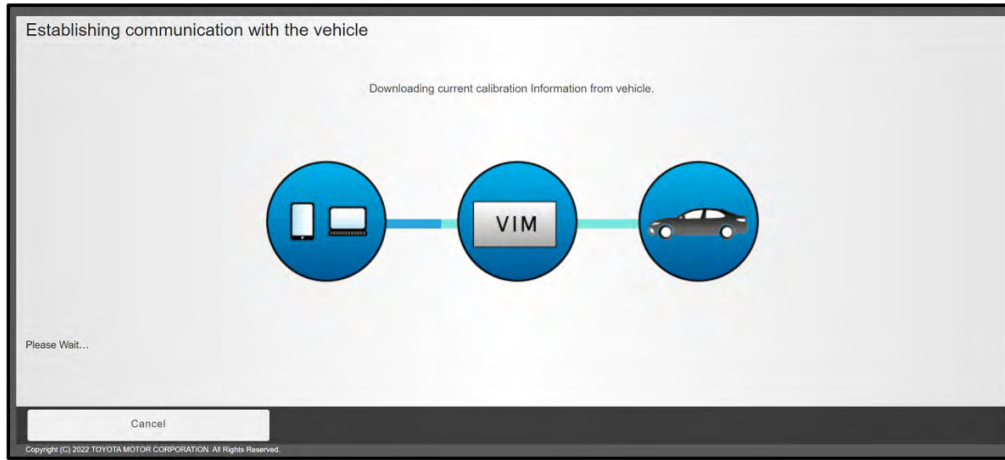 Establishing communication with the vehicle
Downloading current calibration Information from vehicle.
VIM
Please Wait...
Cancel
Copyright (C) 2022 TOYOTA MOTOR CORPORATION. All Rights Reserved.